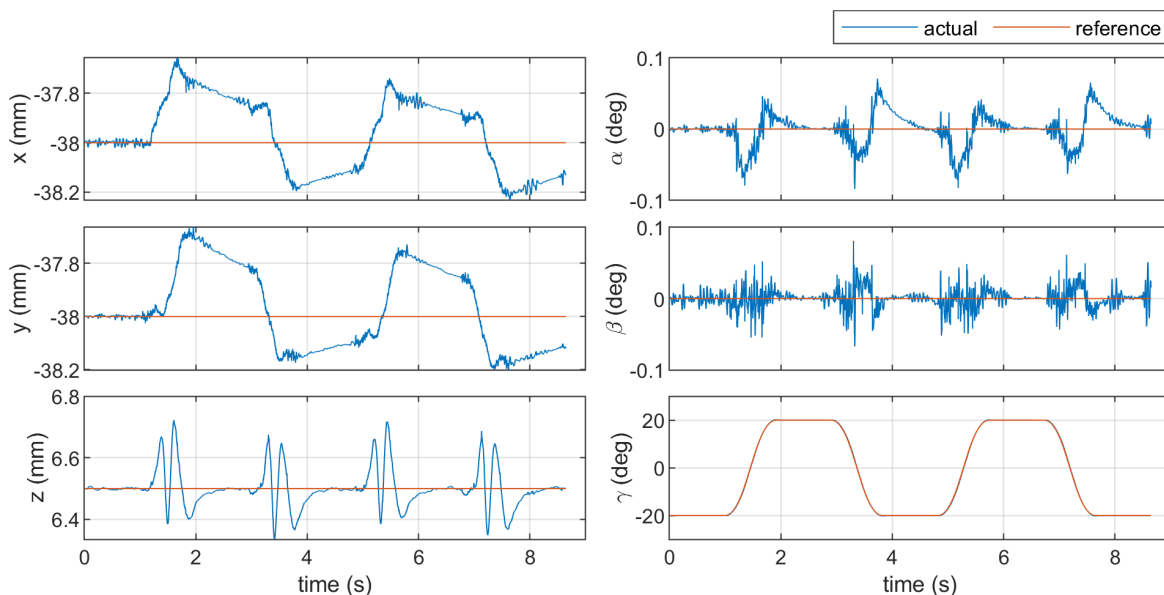 actual reference
-37.8
-38
-38.2
x (mm)
0.1
0
-0.1
α (deg)
-37.8
-38
-38.2
y (mm)
0.1
0
-0.1
β (deg)
6.8
6.6
6.4
z (mm)
0 2 4 6 8
time (s)
20
0
-20
γ (deg)
0 2 4 6 8
time (s)